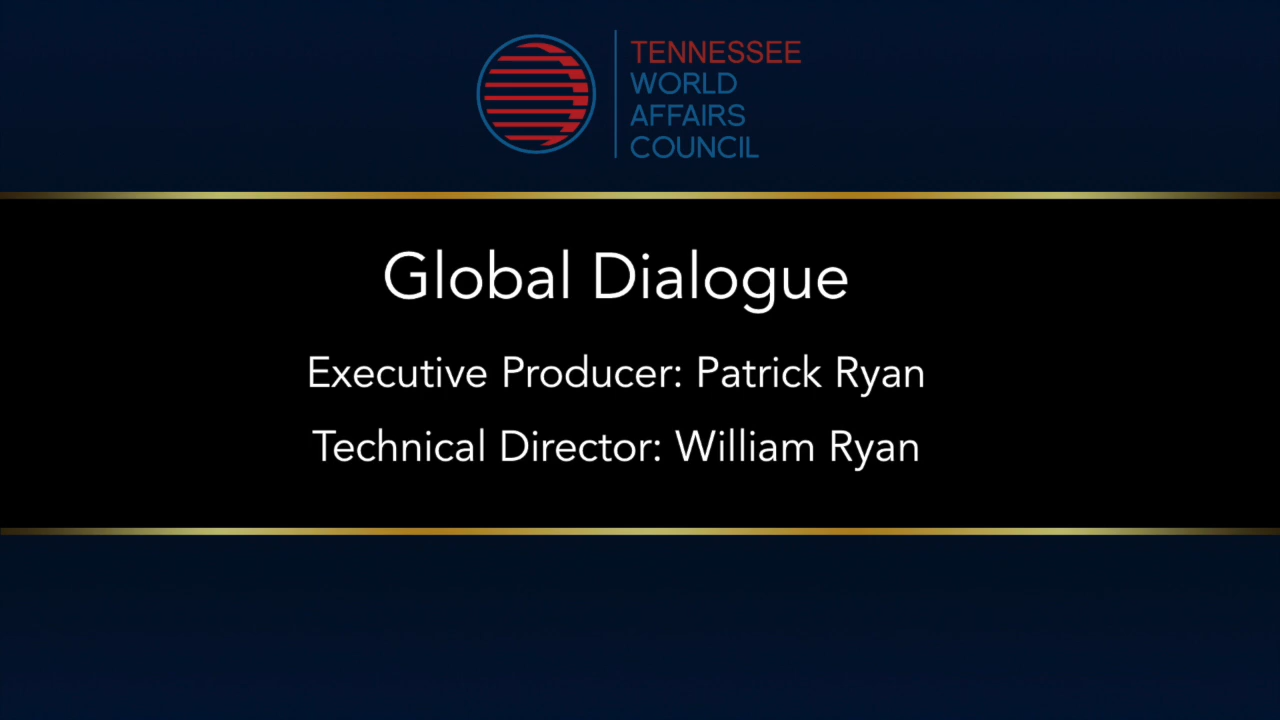 TENNESSEE
WORLD
AFFAIRS
COUNCIL
Global Dialogue
Executive Producer: Patrick Ryan
Technical Director: William Ryan